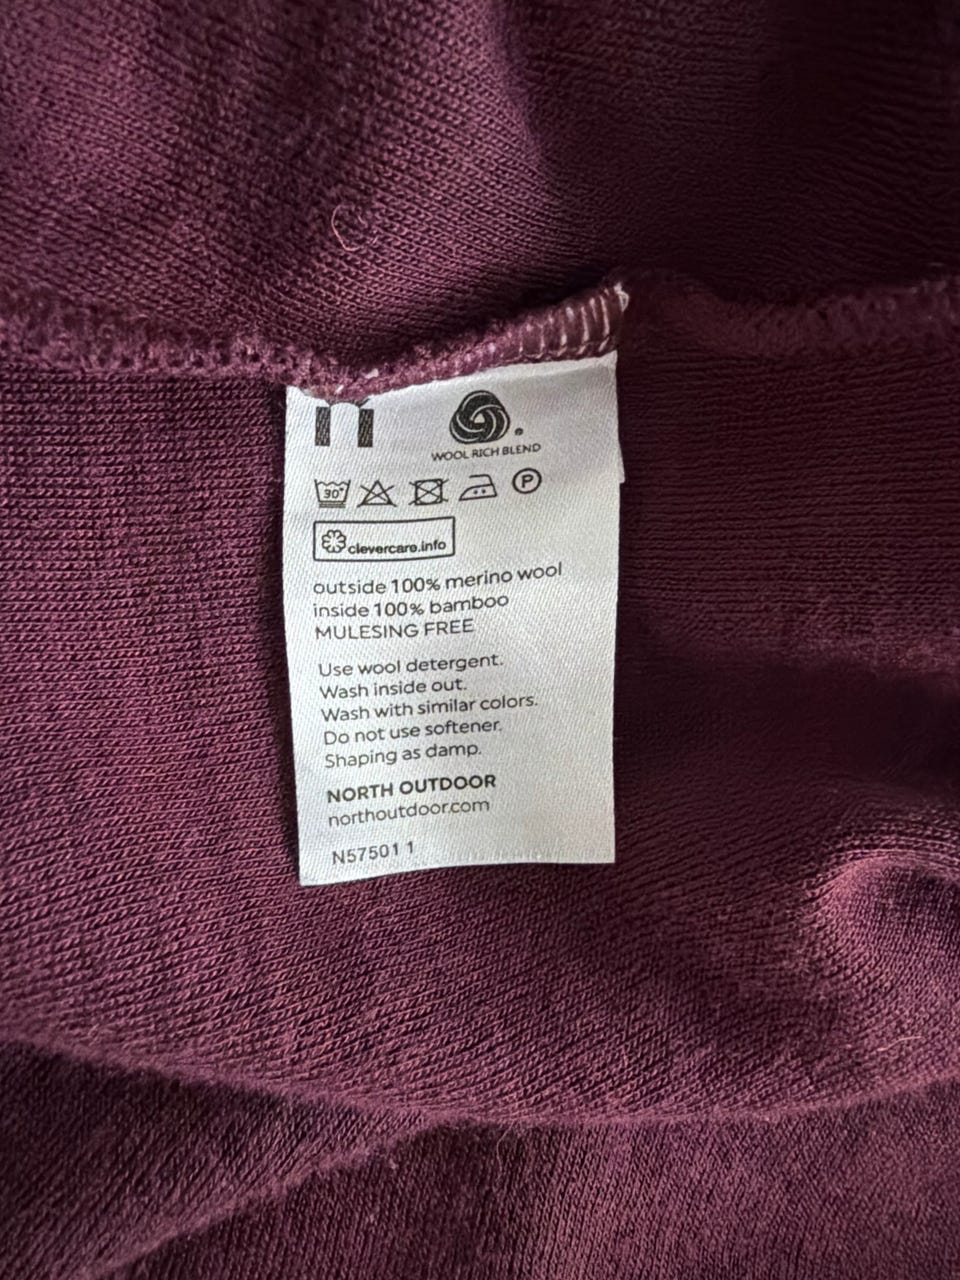 n
WOOL RICH BLEND
30°
P
clevercare.info
outside 100% merino wool
inside 100% bamboo
MULESING FREE
Use wool detergent.
Wash inside out.
Wash with similar colors.
Do not use softener.
Shaping as damp.
NORTH OUTDOOR
northoutdoor.com
N57501 1